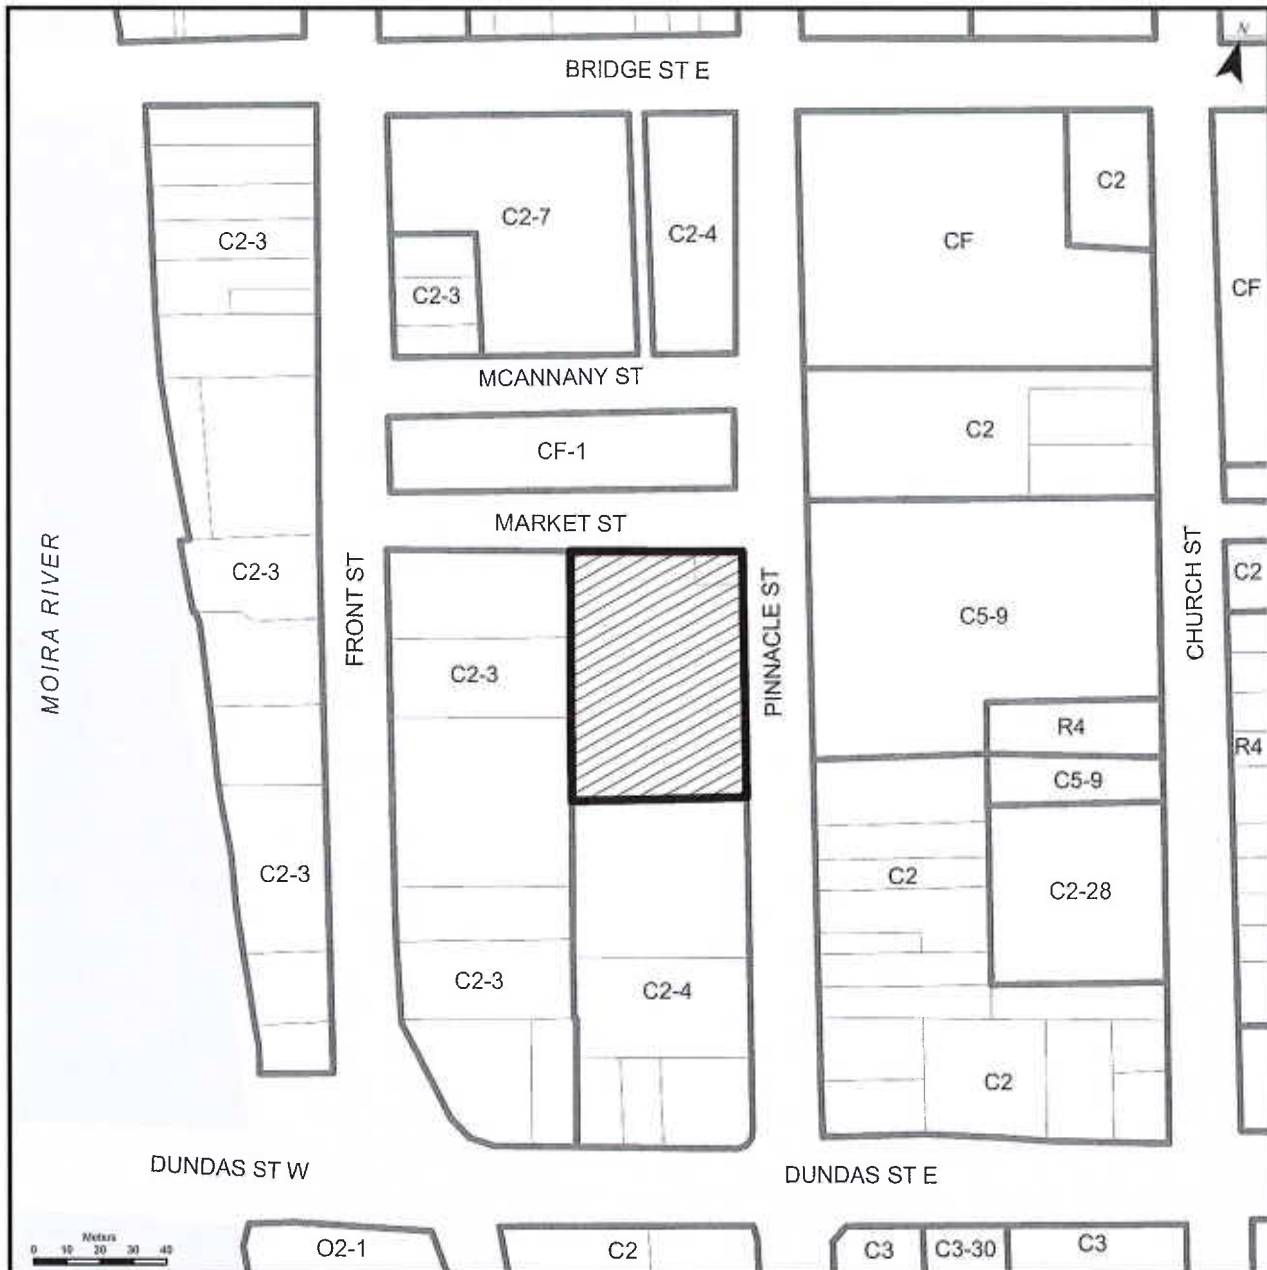 N
BRIDGE ST E
C2
C2-7
C2-4
CF
C2-3
CF
C2-3
MCANNANY ST
C2
CF-1
MARKET ST
MOIRA RIVER
C2-3
FRONT ST
PINNACLE ST
CHURCH ST
C2
C5-9
C2-3
R4
R4
C5-9
C2-3
C2
C2-28
C2-3
C2-4
C2
DUNDAS ST W
DUNDAS ST E
Meters
0 10 20 30 40
O2-1
C2
C3
C3-30
C3